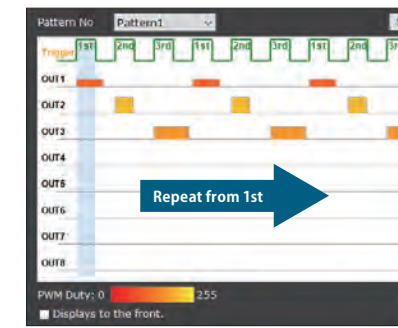 Pattern No Pattern1
Trigger 1st 2nd 3rd 1st 2nd 3rd 1st 2nd
OUT1
OUT2
OUT3
OUT4
OUT5
Repeat from 1st
OUT6
OUT7
OUT8
PWM Duty: 0 255
Displays to the front.